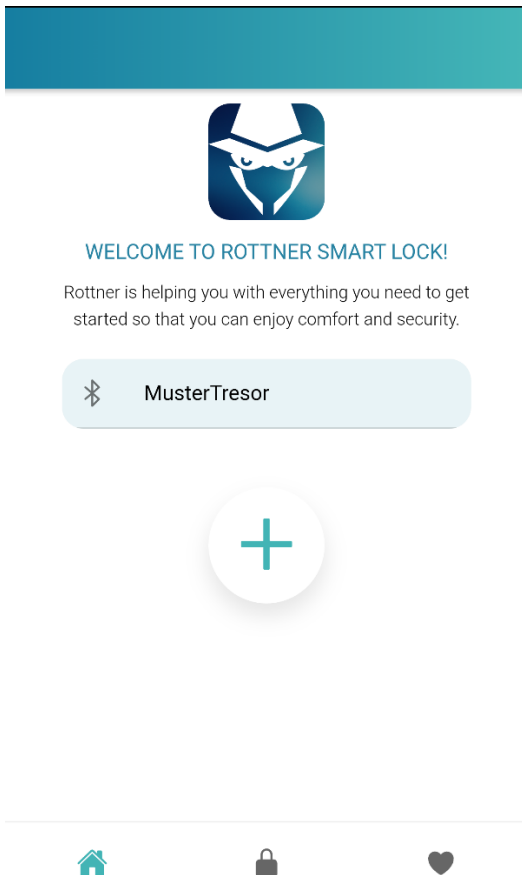 WELCOME TO ROTTNER SMART LOCK!
Rottner is helping you with everything you need to get
started so that you can enjoy comfort and security.
MusterTresor